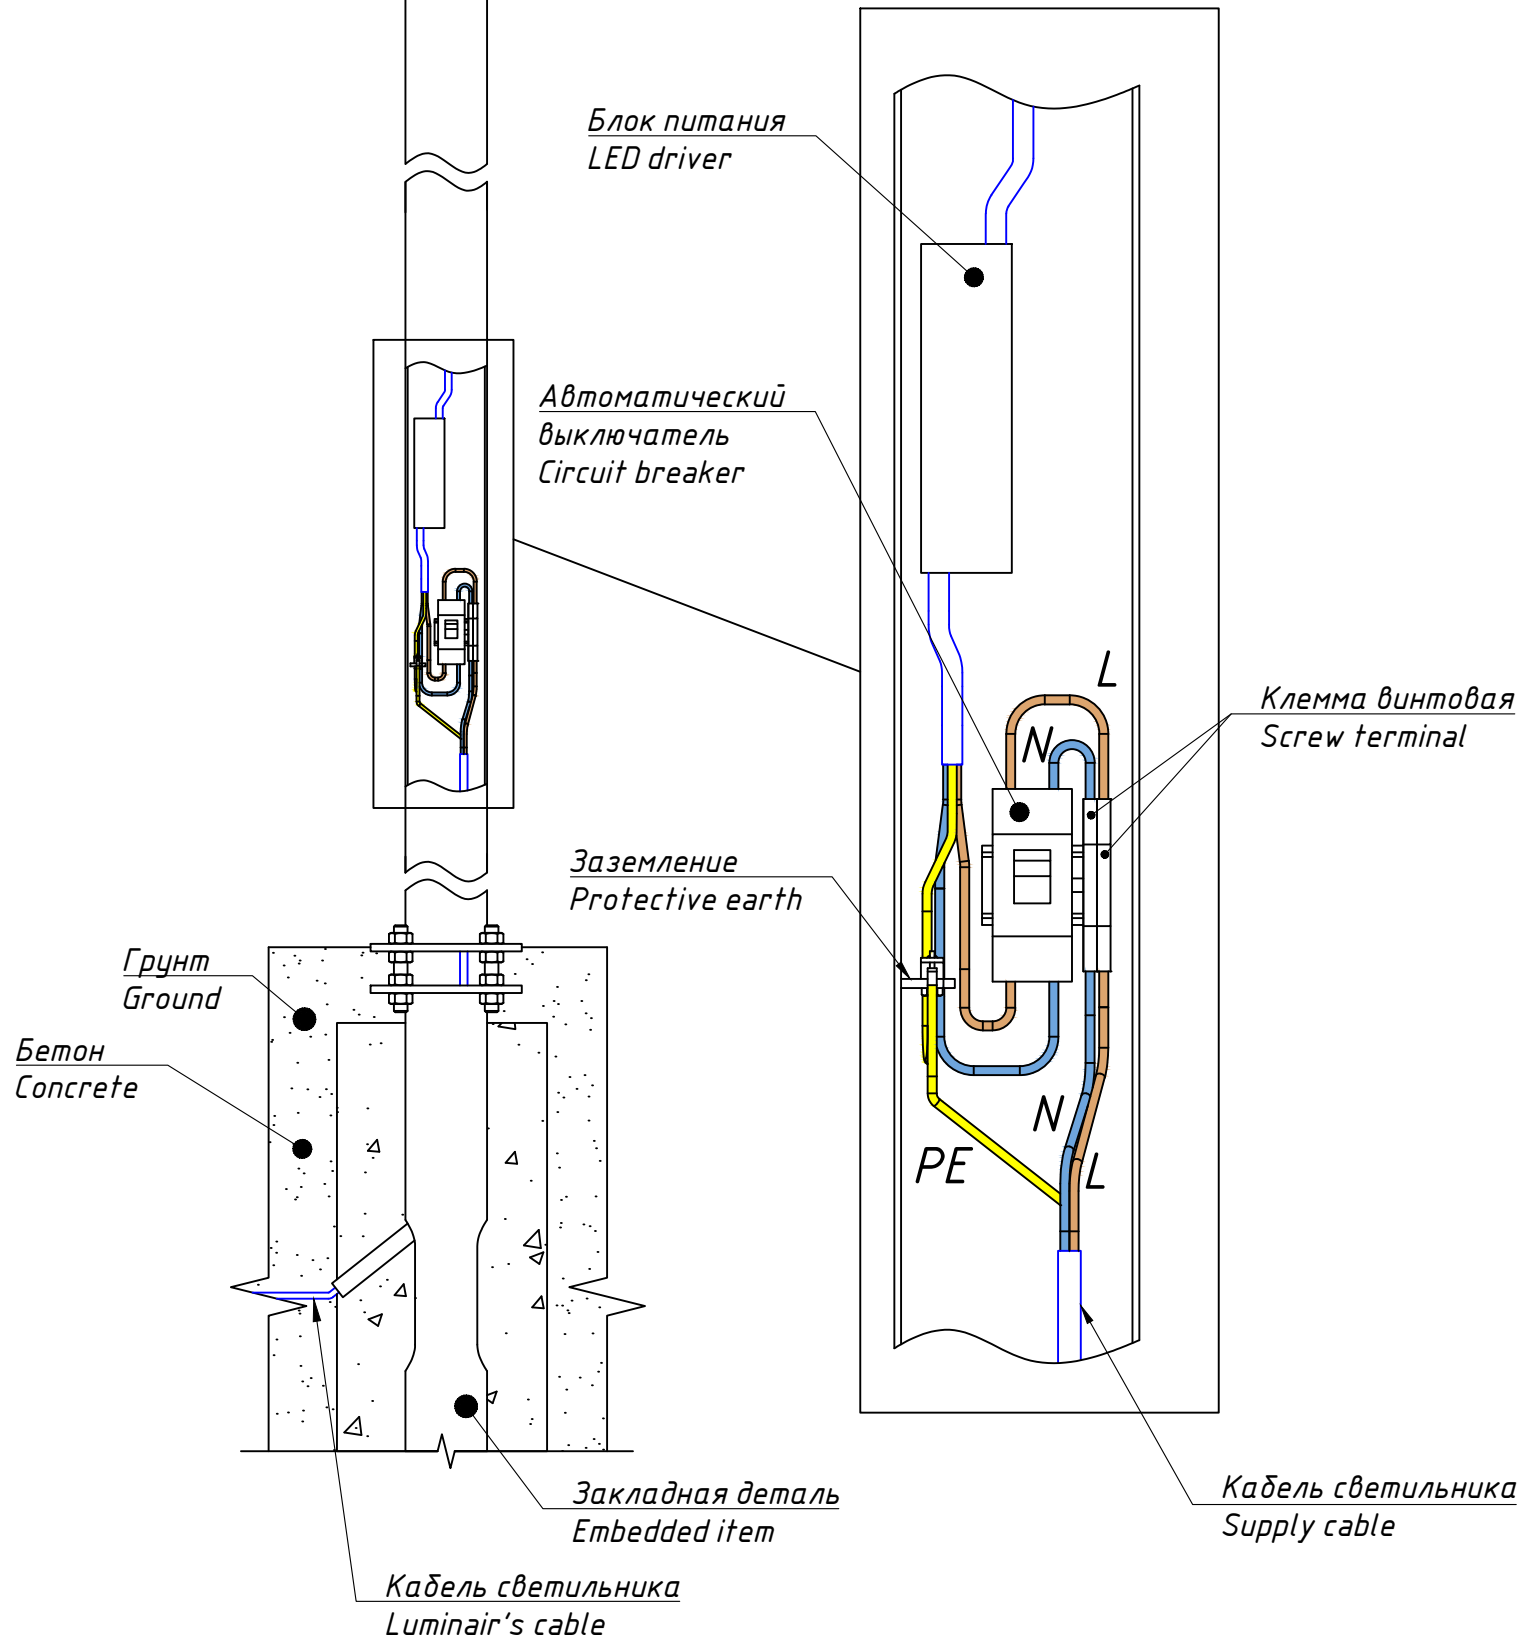 Блок питания
LED driver
Автоматический
выключатель
Circuit breaker
L
N
Клемма винтовая
Screw terminal
Заземление
Protective earth
Грунт
Ground
Бетон
Concrete
N
PE
L
Закладная деталь
Embedded item
Кабель светильника
Supply cable
Кабель светильника
Luminair's cable